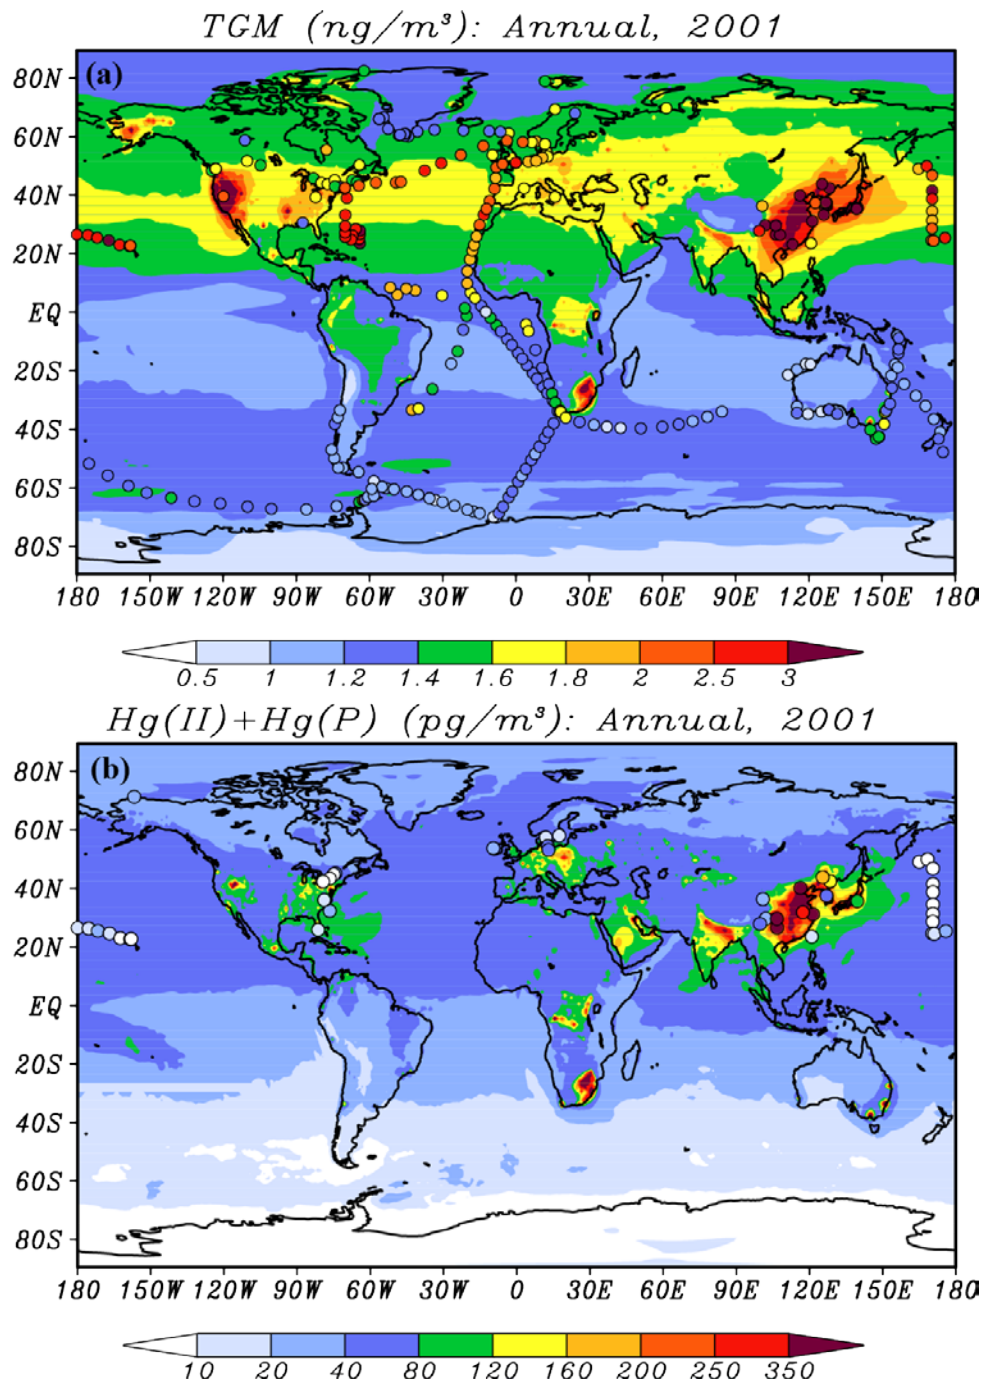 TGM (ng/m³): Annual, 2001
(a)
80N
60N
40N
20N
EQ
20S
40S
60S
80S
180 150W 120W 90W 60W 30W 0 30E 60E 90E 120E 150E 180
0.5 1 1.2 1.4 1.6 1.8 2 2.5 3
Hg(II)+Hg(P) (pg/m³): Annual, 2001
(b)
80N
60N
40N
20N
EQ
20S
40S
60S
80S
180 150W 120W 90W 60W 30W 0 30E 60E 90E 120E 150E 180
10 20 40 80 120 160 200 250 350